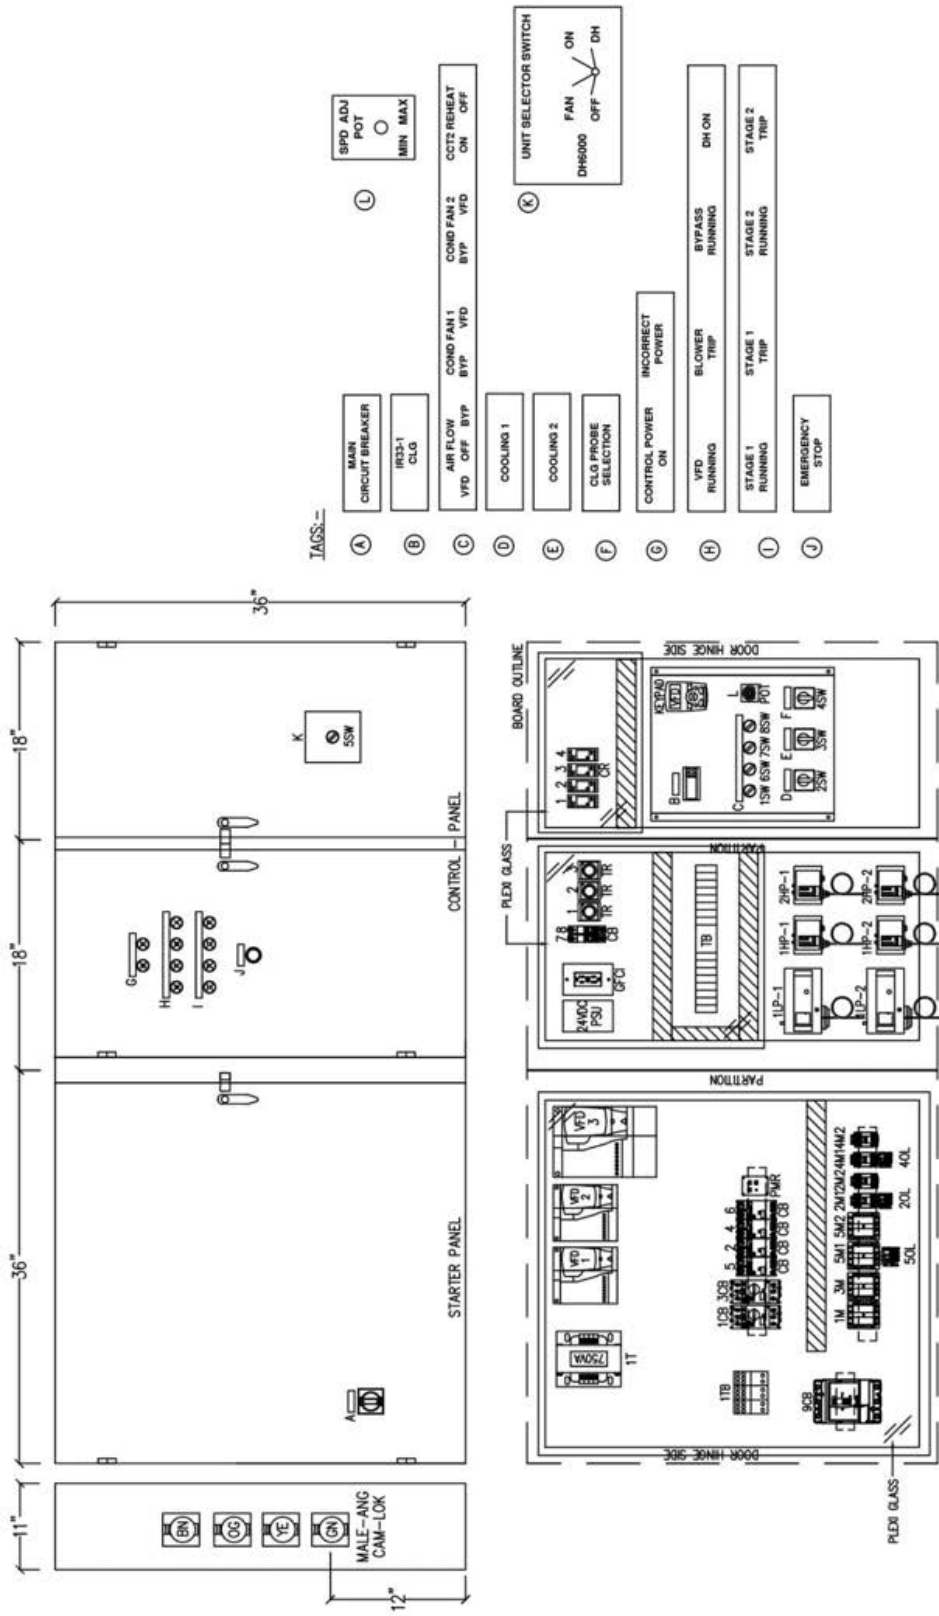 11"
36"
18"
18"
36"
12"
BN
OG
YE
GN
MALE-ANG
CAM-LOK
A
STARTER PANEL
G
H
I
J
CONTROL - PANEL
K
5SW
DOOR HINGE SIDE
PLEXI GLASS
750VA
1T
VFD
1
VFD
2
VFD
3
1TB
1CB 3CB
5 2 4 6
CB CB CB CB
PMR
9CB
1M 3M 5M1 5M2 2M12M24M14M2
5OL
2OL
4OL
PARTITION
24VDC
PSU
GFCI
7 8
CB
1 2 3
TR TR TR
TB
1LP-1
1HP-1
2HP-1
1LP-2
1HP-2
2HP-2
PLEXI GLASS
PARTITION
BOARD OUTLINE
1 2 3 4
CR
B
KEYPAD
VFD
C
1SW 6SW 7SW 8SW
L
POT
D
2SW
E
3SW
F
4SW
DOOR HINGE SIDE
TAGS:-
A
MAIN
CIRCUIT BREAKER
B
IR33-1
CLG
C
AIR FLOW COND FAN 1 COND FAN 2 CCT2 REHEAT
VFD OFF BYP BYP VFD BYP VFD ON OFF
D
COOLING 1
E
COOLING 2
F
CLG PROBE
SELECTION
G
CONTROL POWER INCORRECT
ON POWER
H
VFD BLOWER BYPASS DH ON
RUNNING TRIP RUNNING
I
STAGE 1 STAGE 1 STAGE 2 STAGE 2
RUNNING TRIP RUNNING TRIP
J
EMERGENCY
STOP
L
SPD ADJ
POT
MIN MAX
K
UNIT SELECTOR SWITCH
FAN ON
DH6000 OFF DH